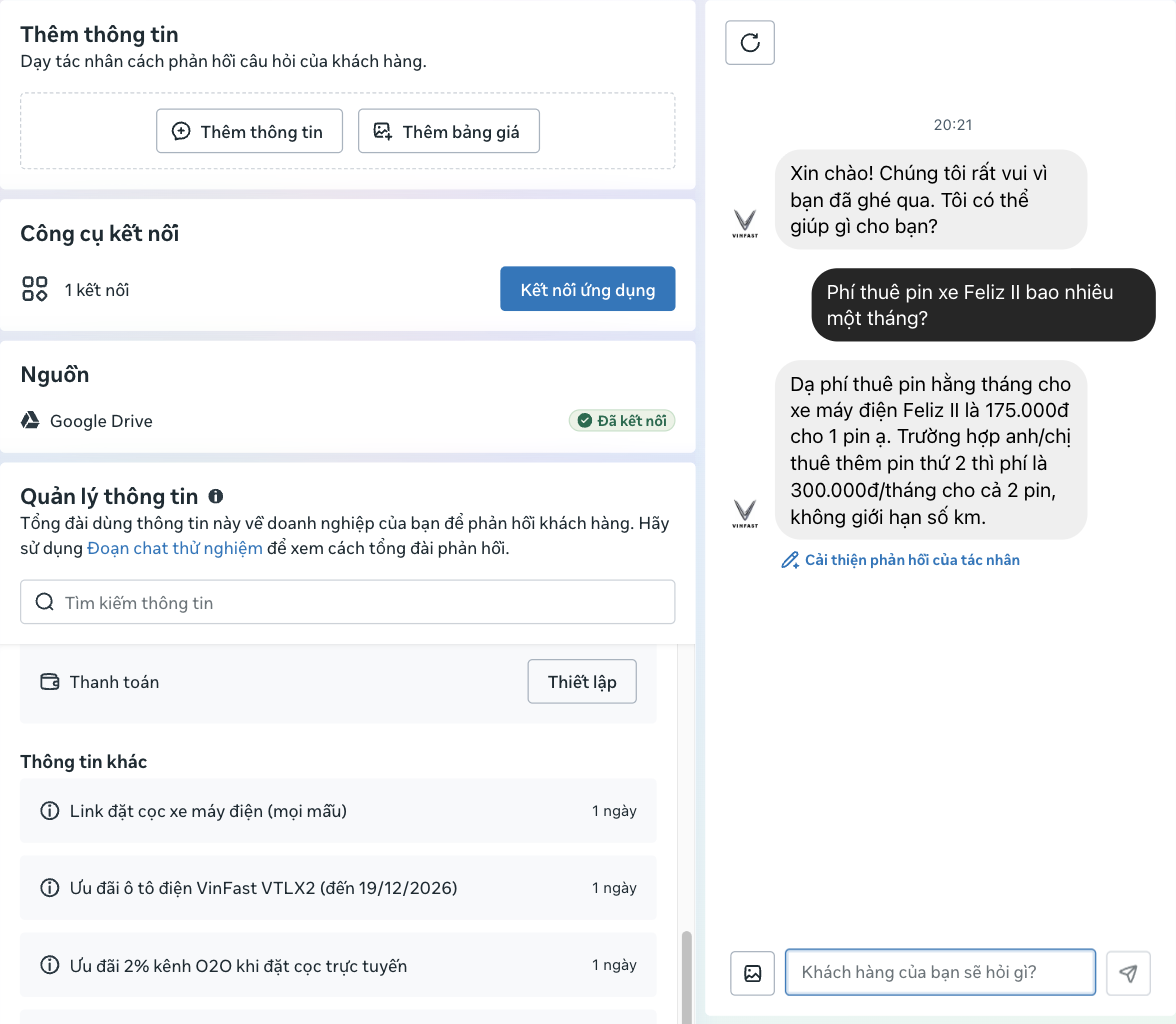 Thêm thông tin
Dạy tác nhân cách phản hồi câu hỏi của khách hàng.
Thêm thông tin
Thêm bảng giá
Công cụ kết nối
1 kết nối
Kết nối ứng dụng
Nguồn
Google Drive
Đã kết nối
Quản lý thông tin
Tổng đài dùng thông tin này về doanh nghiệp của bạn để phản hồi khách hàng. Hãy
sử dụng Đoạn chat thử nghiệm để xem cách tổng đài phản hồi.
Tìm kiếm thông tin
Thanh toán
Thiết lập
Thông tin khác
Link đặt cọc xe máy điện (mọi mẫu)
1 ngày
Ưu đãi ô tô điện VinFast VTLX2 (đến 19/12/2026)
1 ngày
Ưu đãi 2% kênh O2O khi đặt cọc trực tuyến
1 ngày
20:21
Xin chào! Chúng tôi rất vui vì
bạn đã ghé qua. Tôi có thể
giúp gì cho bạn?
VINFAST
Phí thuê pin xe Feliz II bao nhiêu
một tháng?
Dạ phí thuê pin hằng tháng cho
xe máy điện Feliz II là 175.000đ
cho 1 pin ạ. Trường hợp anh/chị
thuê thêm pin thứ 2 thì phí là
300.000đ/tháng cho cả 2 pin,
không giới hạn số km.
VINFAST
Cải thiện phản hồi của tác nhân
Khách hàng của bạn sẽ hỏi gì?